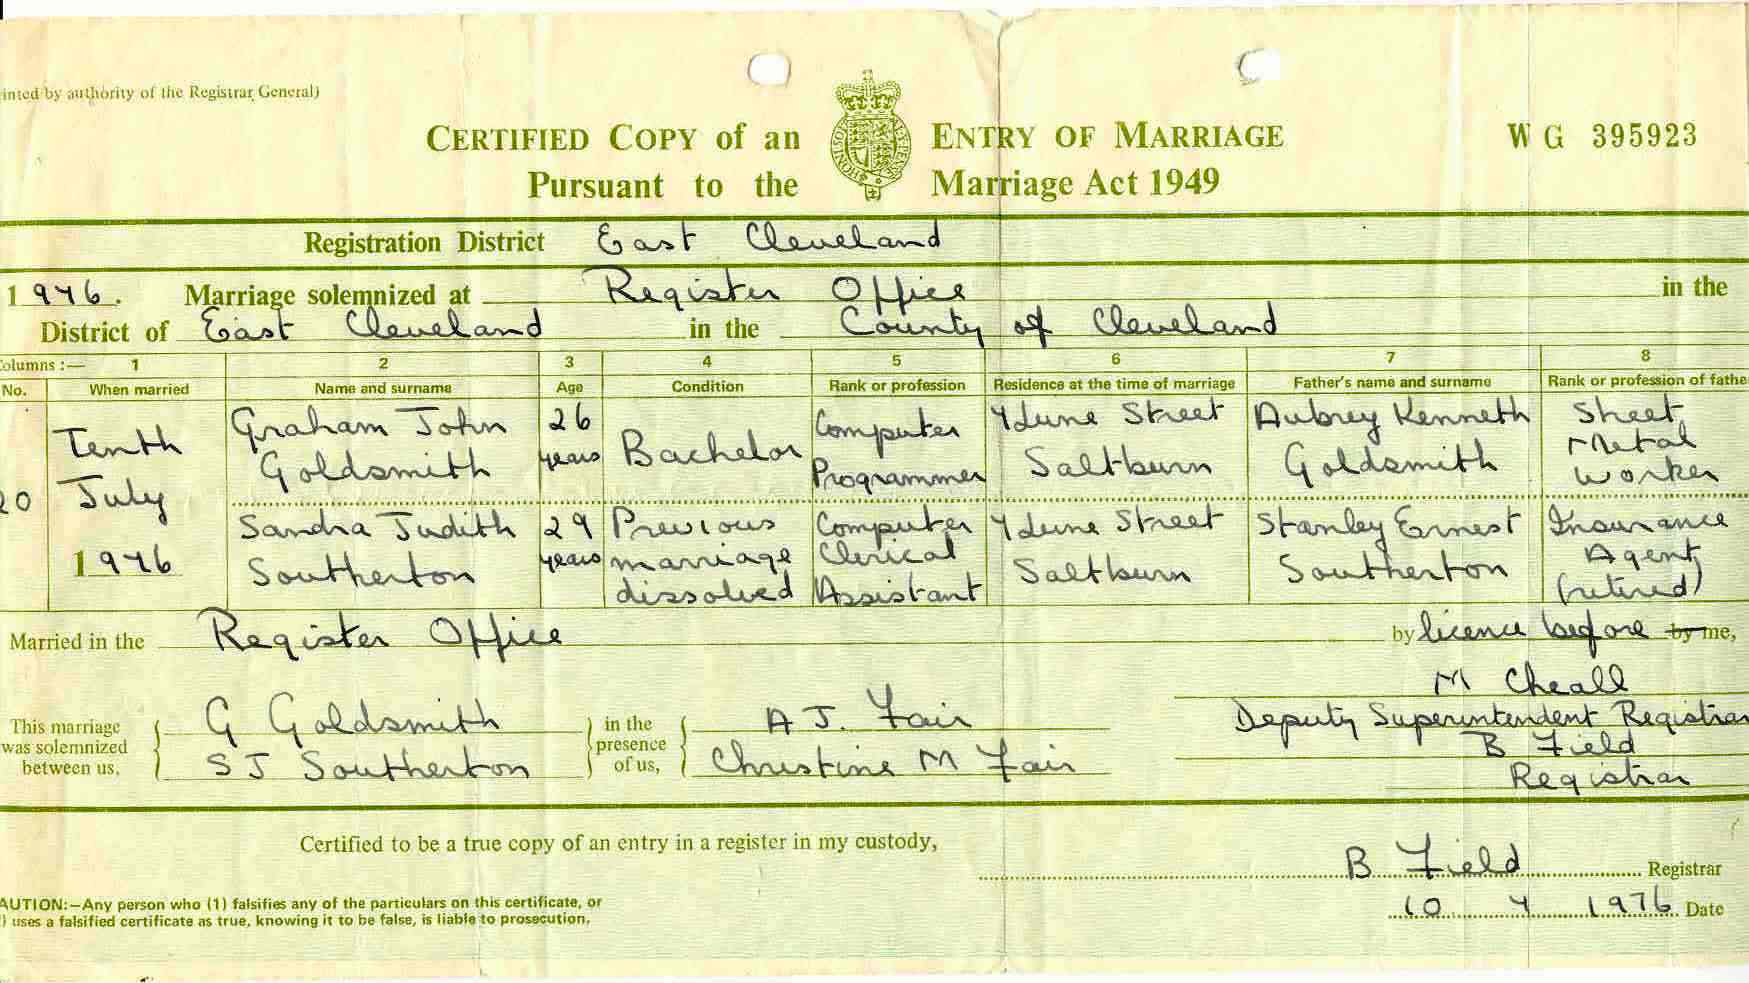 inted by authority of the Registrar General)
CERTIFIED COPY of an ENTRY OF MARRIAGE WG 395923
Pursuant to the Marriage Act 1949
Registration District East Cleveland
1976. Marriage solemnized at Register Office in the
District of East Cleveland in the County of Cleveland
Columns :— 1 2 3 4 5 6 7 8
No. When married Name and surname Age Condition Rank or profession Residence at the time of marriage Father's name and surname Rank or profession of fathe
20 Tenth July 1976
Graham John Goldsmith 26 years Bachelor Computer Programmer 7 Lune Street Saltburn Aubrey Kenneth Goldsmith Sheet Metal Worker
Sandra Judith Southerton 29 years Previous marriage dissolved Computer Clerical Assistant 7 Lune Street Saltburn Stanley Ernest Southerton Insurance Agent (retired)
Married in the Register Office by licence before by me,
This marriage was solemnized between us, G Goldsmith
S J Southerton
in the presence of us, A J. Fair
Christine M Fair
M Cheall
Deputy Superintendent Registrar
B Field
Registrar
Certified to be a true copy of an entry in a register in my custody,
B Field Registrar
10 7 1976 Date
AUTION:—Any person who (1) falsifies any of the particulars on this certificate, or
) uses a falsified certificate as true, knowing it to be false, is liable to prosecution.